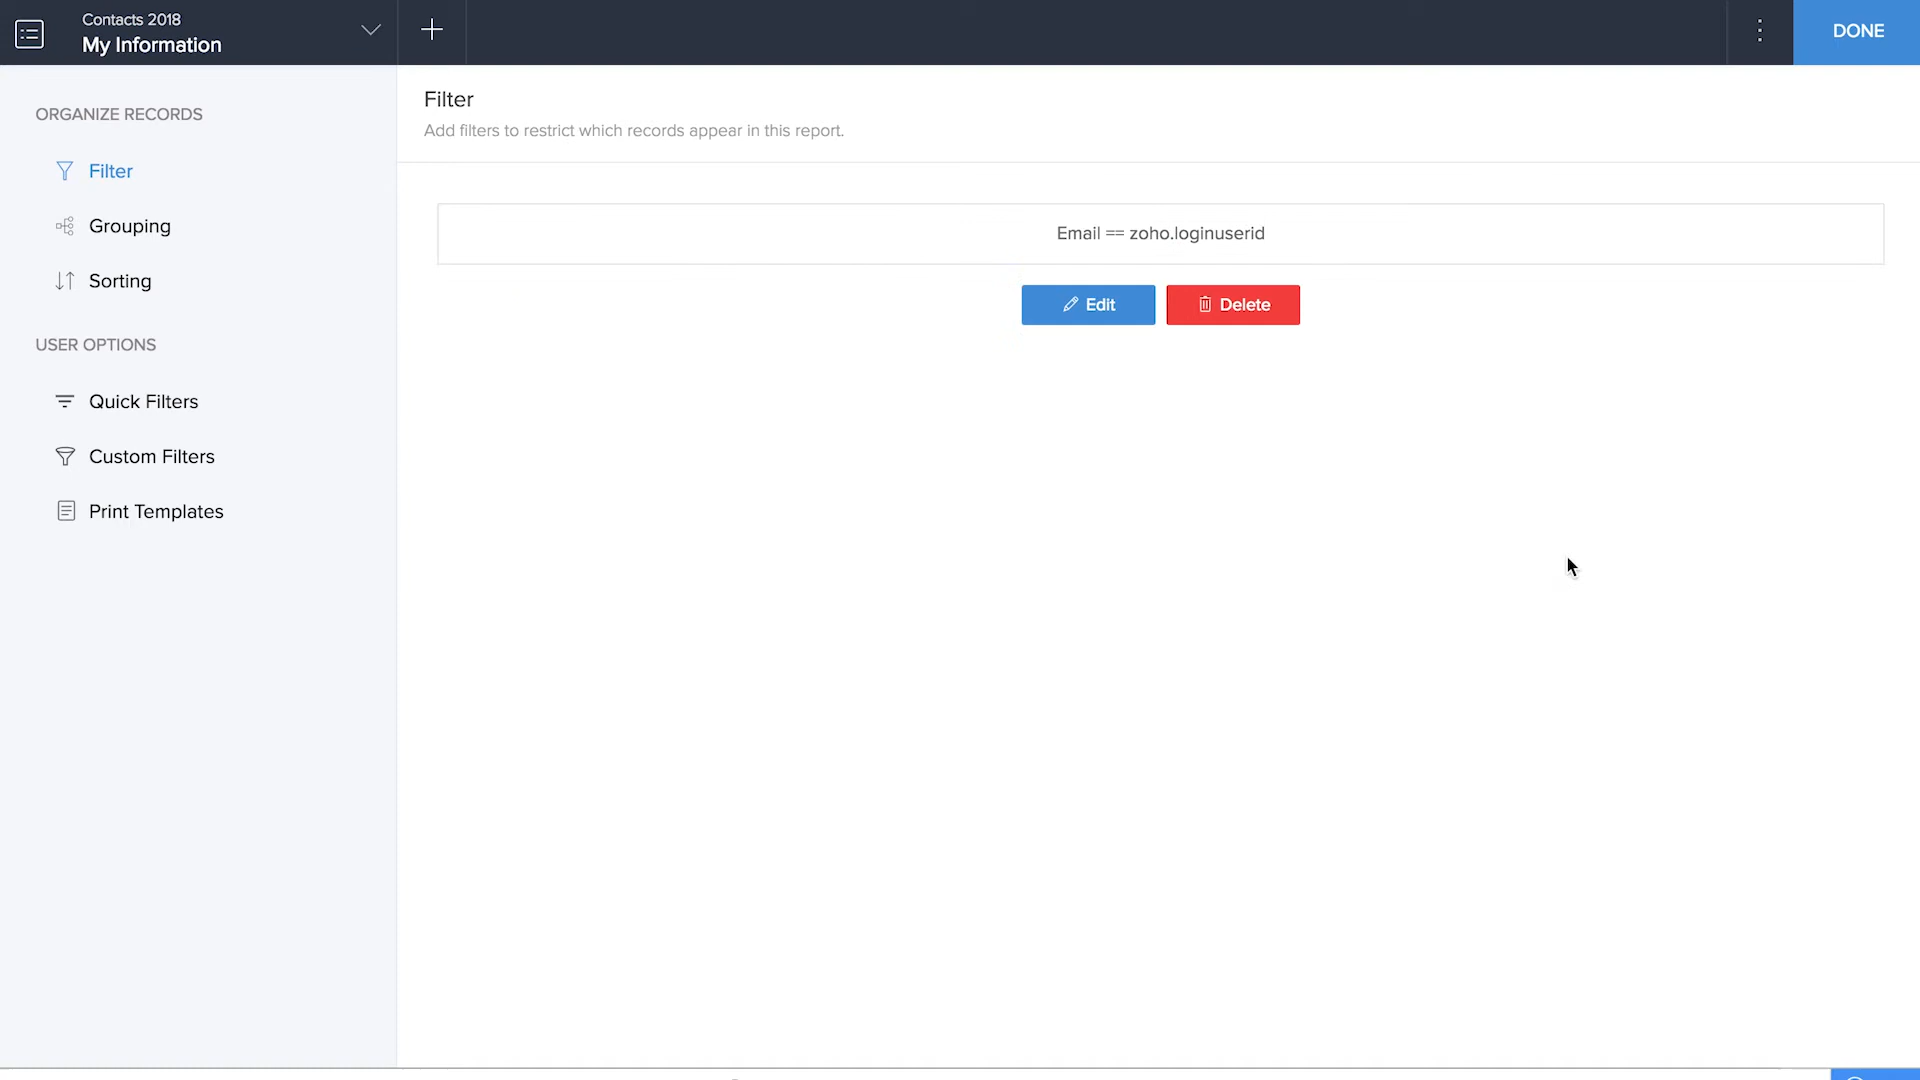 Contacts 2018
My Information
DONE
ORGANIZE RECORDS
Filter
Grouping
Sorting
USER OPTIONS
Quick Filters
Custom Filters
Print Templates
Filter
Add filters to restrict which records appear in this report.
Email == zoho.loginuserid
Edit
Delete